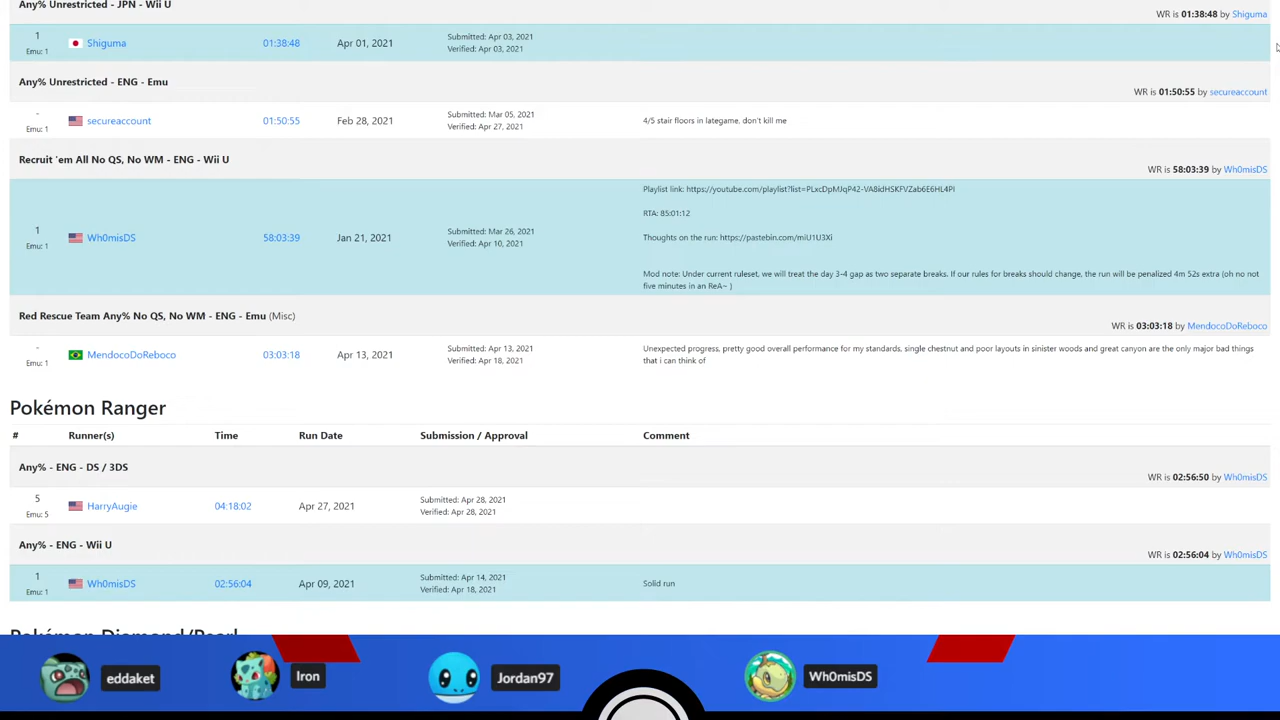 Any% Unrestricted - JPN - Wii U
WR is 01:38:48 by Shiguma
1
Emu: 1
Shiguma
01:38:48
Apr 01, 2021
Submitted: Apr 03, 2021
Verified: Apr 03, 2021
Any% Unrestricted - ENG - Emu
WR is 01:50:55 by secureaccount
-
Emu: 1
secureaccount
01:50:55
Feb 28, 2021
Submitted: Mar 05, 2021
Verified: Apr 27, 2021
4/5 stair floors in lategame. don't kill me
Recruit 'em All No QS, No WM - ENG - Wii U
WR is 58:03:39 by Wh0misDS
1
Emu: 1
Wh0misDS
58:03:39
Jan 21, 2021
Submitted: Mar 26, 2021
Verified: Apr 10, 2021
Playlist link: https://youtube.com/playlist?list=PLxcDpMJqP42-VA8idHSKFVZab6E6HL4PI
RTA: 85:01:12
Thoughts on the run: https://pastebin.com/miU1U3Xi
Mod note: Under current ruleset, we will treat the day 3-4 gap as two separate breaks. If our rules for breaks should change, the run will be penalized 4m 52s extra (oh no not
five minutes in an ReA~ )
Red Rescue Team Any% No QS, No WM - ENG - Emu (Misc)
WR is 03:03:18 by MendocoDoReboco
-
Emu: 1
MendocoDoReboco
03:03:18
Apr 13, 2021
Submitted: Apr 13, 2021
Verified: Apr 18, 2021
Unexpected progress, pretty good overall performance for my standards, single chestnut and poor layouts in sinister woods and great canyon are the only major bad things
that i can think of
Pokémon Ranger
# Runner(s) Time Run Date Submission / Approval Comment
Any% - ENG - DS / 3DS
WR is 02:56:50 by Wh0misDS
5
Emu: 5
HarryAugie
04:18:02
Apr 27, 2021
Submitted: Apr 28, 2021
Verified: Apr 28, 2021
Any% - ENG - Wii U
WR is 02:56:04 by Wh0misDS
1
Emu: 1
Wh0misDS
02:56:04
Apr 09, 2021
Submitted: Apr 14, 2021
Verified: Apr 18, 2021
Solid run
Pokémon Diamond/Pearl
eddaket
Iron
Jordan97
Wh0misDS